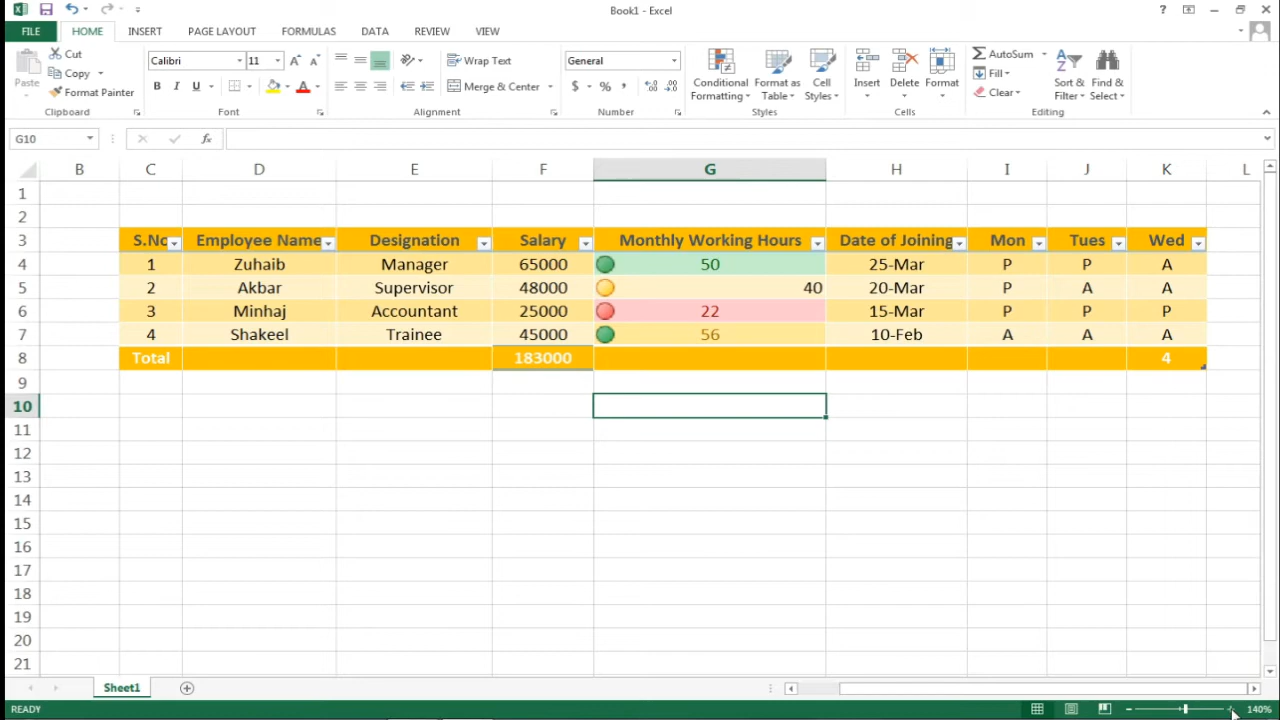 Book1 - Excel
FILE HOME INSERT PAGE LAYOUT FORMULAS DATA REVIEW VIEW
Paste
Cut
Copy
Format Painter
Clipboard
Calibri 11
B I U A
Font
Wrap Text
Merge & Center
Alignment
General
$ % ,
Number
Conditional Formatting
Format as Table
Cell Styles
Styles
Insert Delete Format
Cells
AutoSum
Fill
Clear
Sort & Filter
Find & Select
Editing
G10 fx
B C D E F G H I J K L
1
2
3 S.No Employee Name Designation Salary Monthly Working Hours Date of Joining Mon Tues Wed
4 1 Zuhaib Manager 65000 50 25-Mar P P A
5 2 Akbar Supervisor 48000 40 20-Mar P A A
6 3 Minhaj Accountant 25000 22 15-Mar P P P
7 4 Shakeel Trainee 45000 56 10-Feb A A A
8 Total 183000 4
9
10
11
12
13
14
15
16
17
18
19
20
21
Sheet1
READY 140%